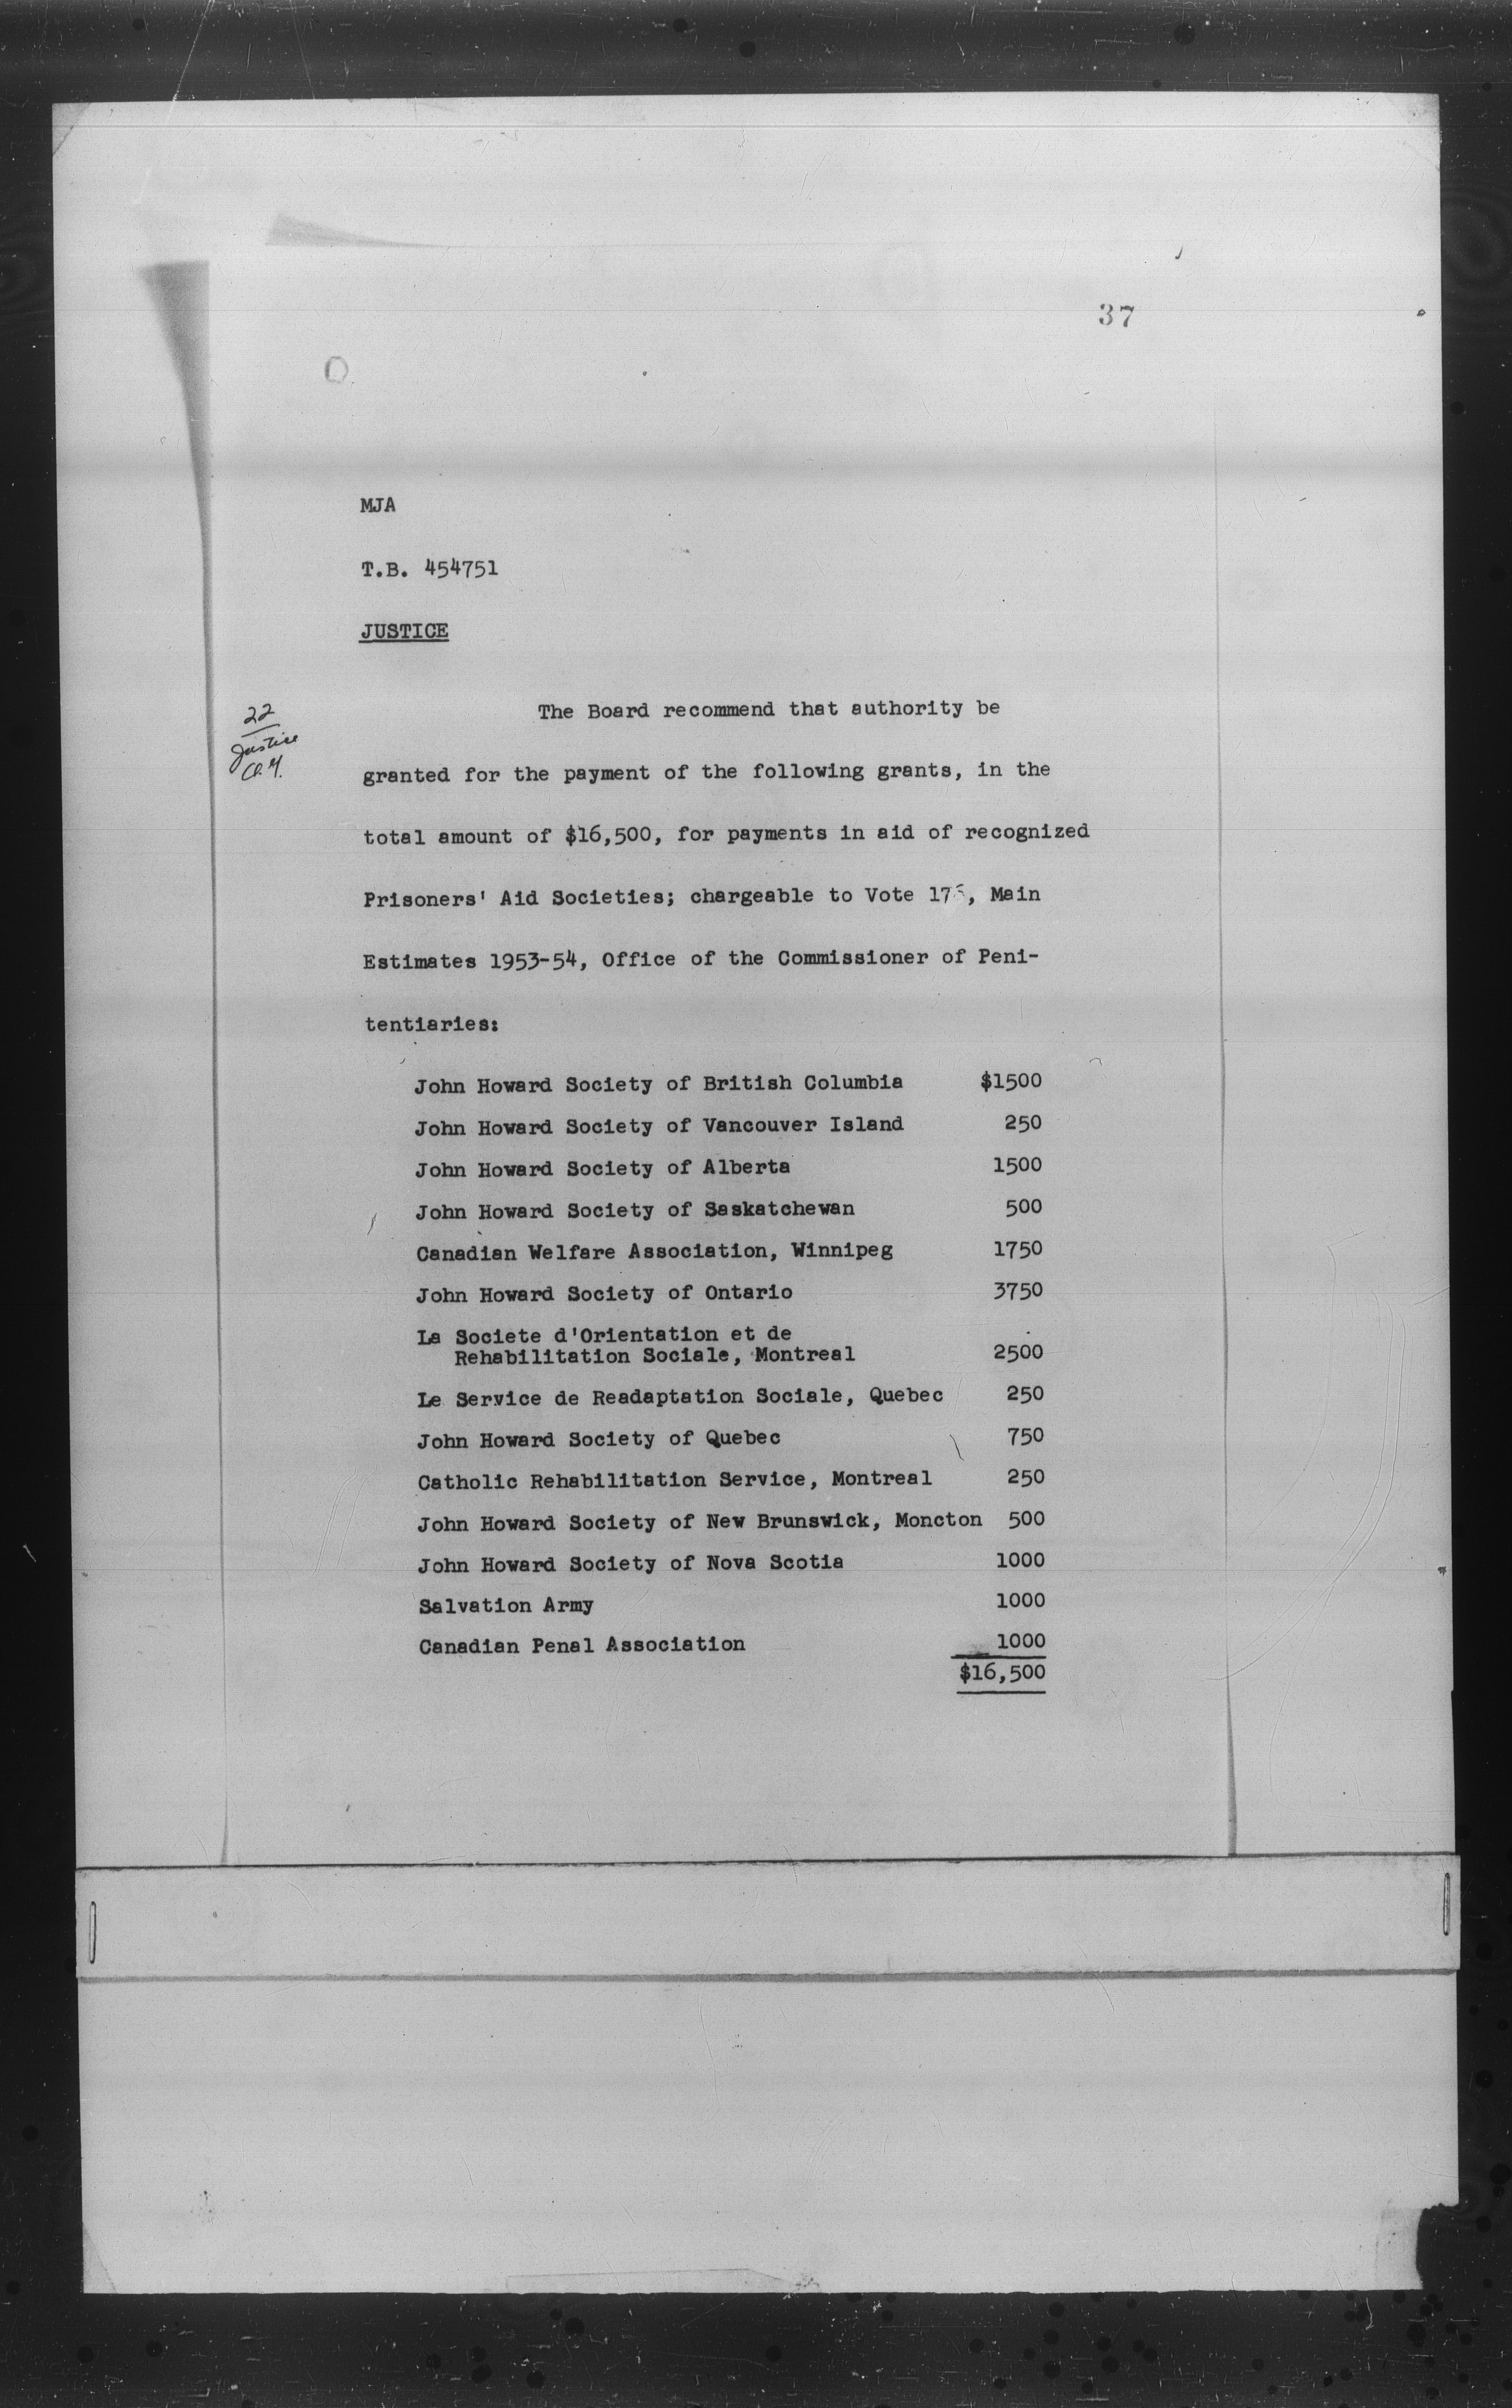 37
MJA
T.B. 454751
JUSTICE
22
Justice
The Board recommend that authority be
granted for the payment of the following grants, in the
total amount of $16,500, for payments in aid of recognized
Prisoners' Aid Societies; chargeable to Vote , Main
Estimates 1953-54, Office of the Commissioner of Peni-
tentiaries:
John Howard Society of British Columbia $1500
John Howard Society of Vancouver Island 250
John Howard Society of Alberta 1500
John Howard Society of Saskatchewan 500
Canadian Welfare Association, Winnipeg 1750
John Howard Society of Ontario 3750
La Societe d'Orientation et de
Rehabilitation Sociale, Montreal 2500
Le Service de Readaptation Sociale, Quebec 250
John Howard Society of Quebec 750
Catholic Rehabilitation Service, Montreal 250
John Howard Society of New Brunswick, Moncton 500
John Howard Society of Nova Scotia 1000
Salvation Army 1000
Canadian Penal Association 1000
$16,500